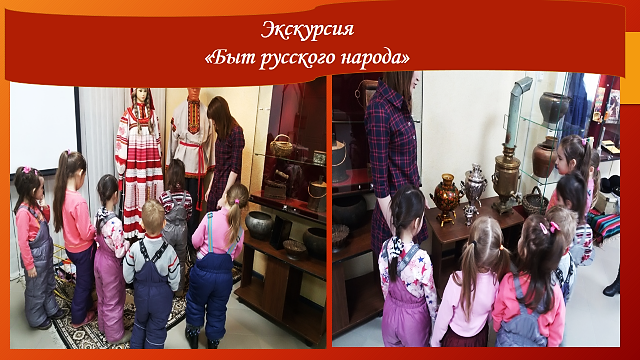 Экскурсия
«Быт русского народа»